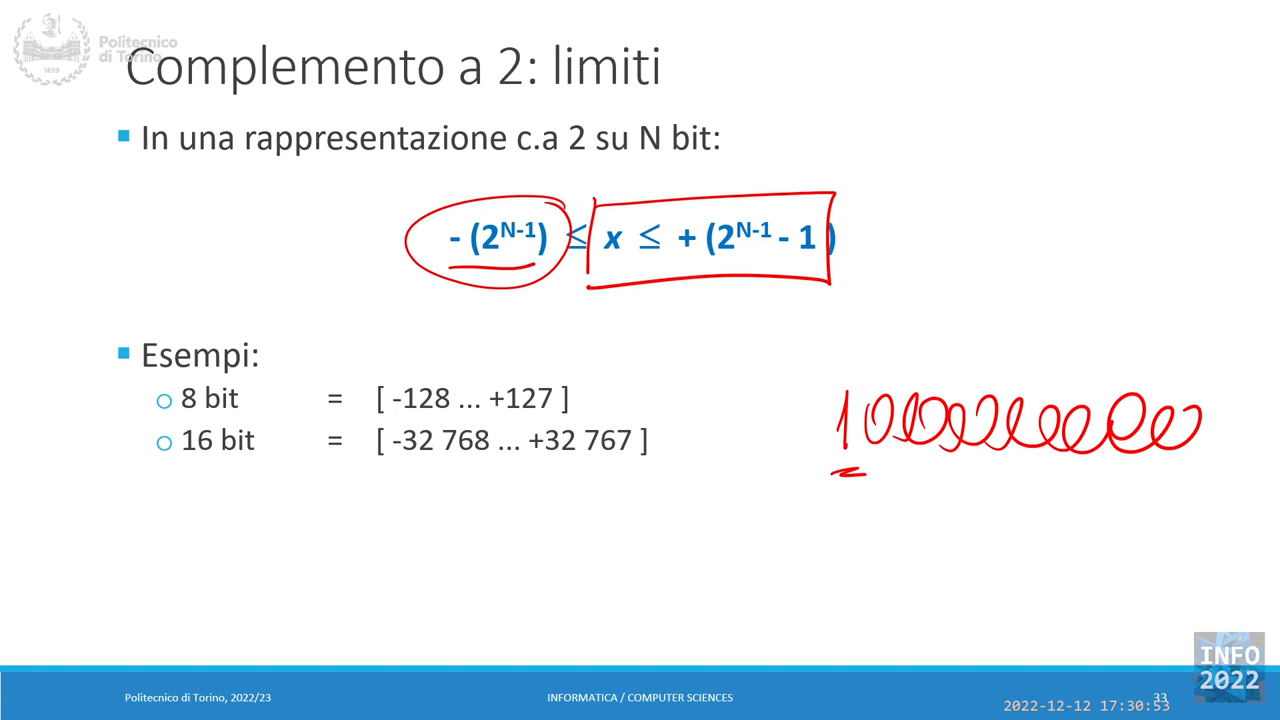 Politecnico
di Torino
1859
Complemento a 2: limiti
In una rappresentazione c.a 2 su N bit:
- (2^N-1) ≤ x ≤ + (2^N-1 - 1 )
Esempi:
8 bit = [ -128 ... +127 ]
16 bit = [ -32 768 ... +32 767 ]
INFO
2022
Politecnico di Torino, 2022/23
INFORMATICA / COMPUTER SCIENCES
33
2022-12-12 17:30:53